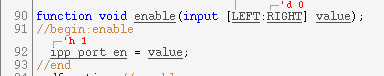 'd 0
90 function void enable(input [LEFT:RIGHT] value);
91 //begin:enable
'h 1
92 ipp_port_en = value;
93 //end